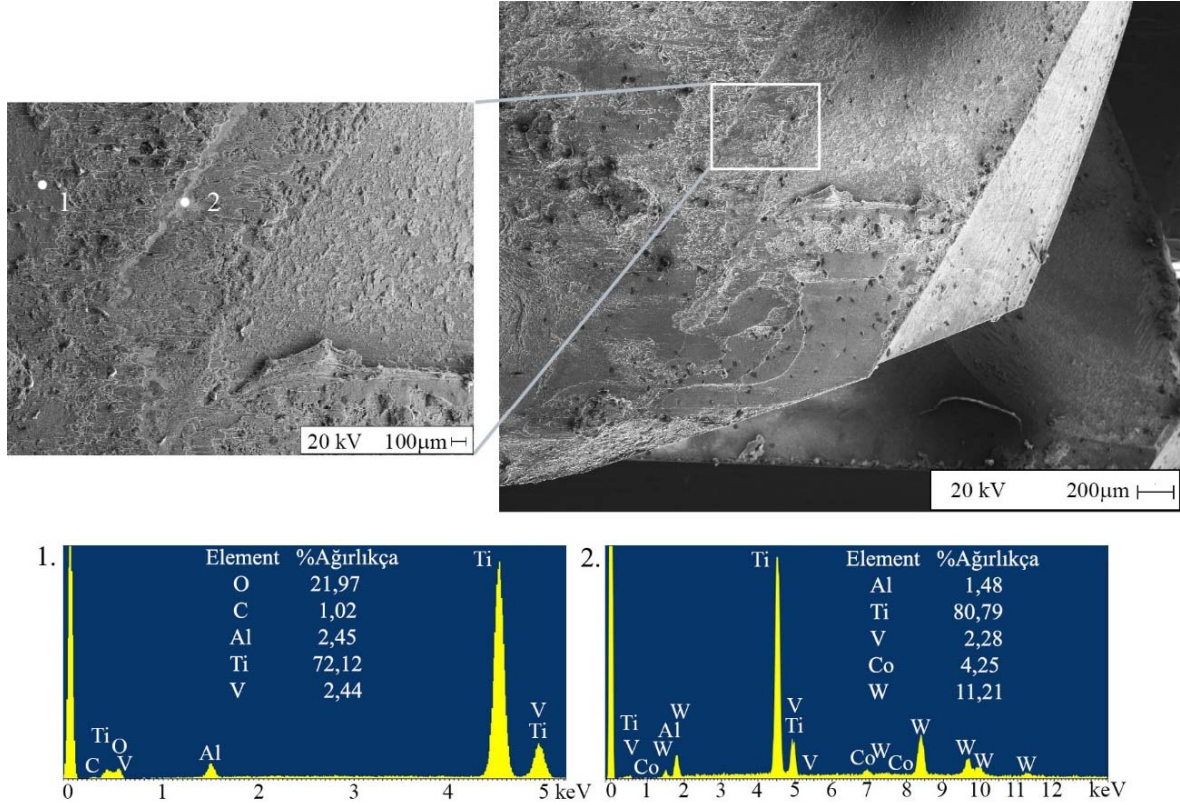 1
2
20 kV 100μm
20 kV 200μm
1.
Element %Ağırlıkça
O 21,97
C 1,02
Al 2,45
Ti 72,12
V 2,44
Ti
Ti
O
C
V
Al
V
Ti
0 1 2 3 4 5 keV
2.
Element %Ağırlıkça
Al 1,48
Ti 80,79
V 2,28
Co 4,25
W 11,21
Ti
Ti
V
Co
W
Al
W
V
Ti
V
Co
W
Co
W
W
W
W
0 1 2 3 4 5 6 7 8 9 10 11 12 keV